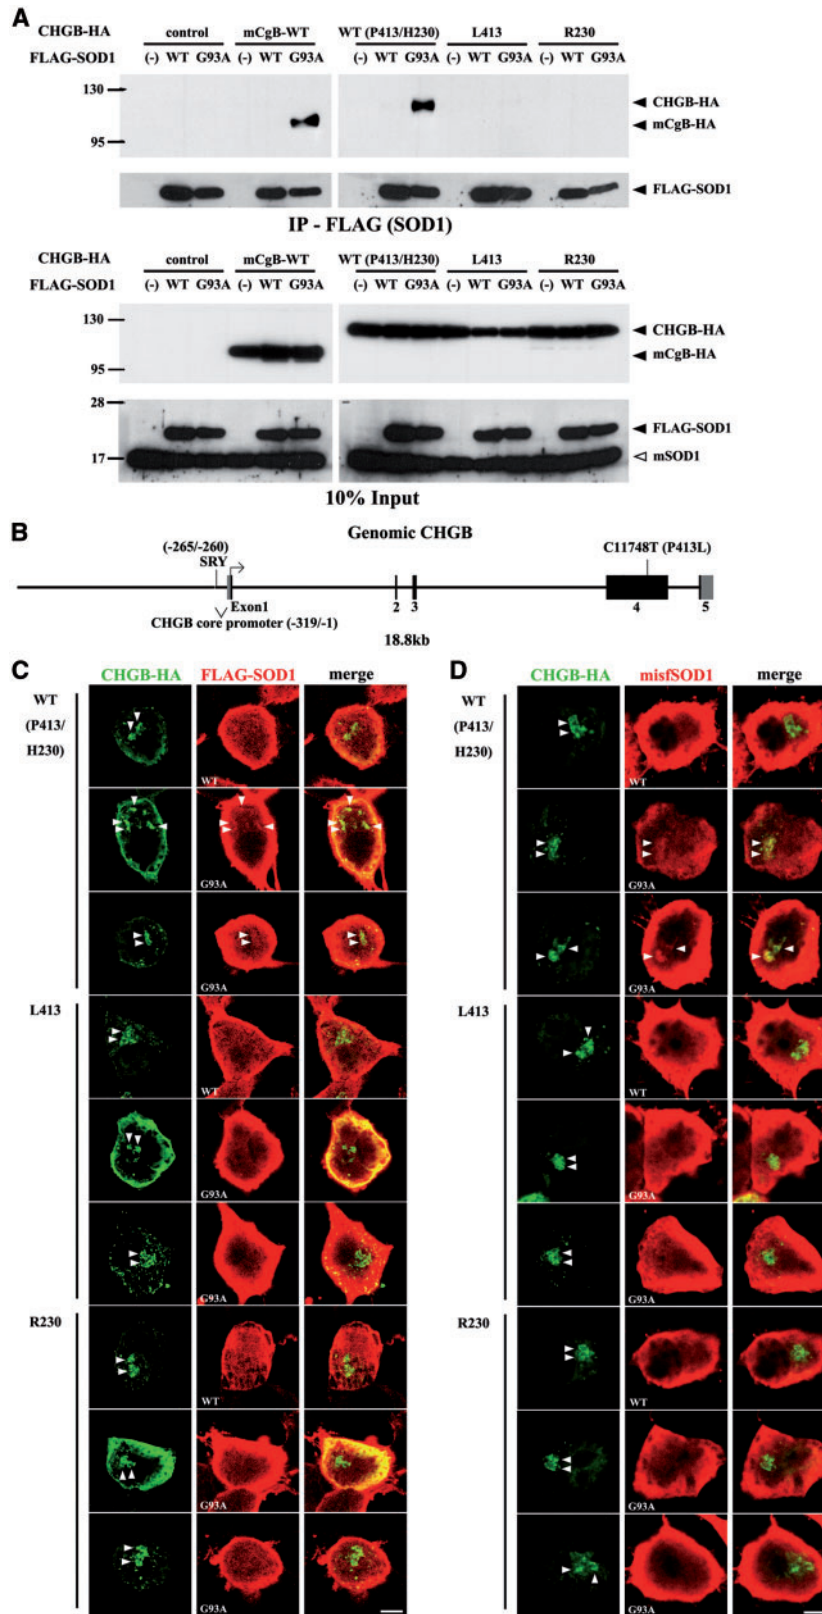 A
CHGB-HA control mCgB-WT WT (P413/H230) L413 R230
FLAG-SOD1 (-) WT G93A (-) WT G93A (-) WT G93A (-) WT G93A (-) WT G93A
130
CHGB-HA
mCgB-HA
95
FLAG-SOD1
IP - FLAG (SOD1)
CHGB-HA control mCgB-WT WT (P413/H230) L413 R230
FLAG-SOD1 (-) WT G93A (-) WT G93A (-) WT G93A (-) WT G93A (-) WT G93A
130
CHGB-HA
mCgB-HA
95
28
FLAG-SOD1
17
mSOD1
10% Input
B
Genomic CHGB
(-265/-260)
SRY
C11748T (P413L)
Exon1 2 3 4 5
CHGB core promoter (-319/-1)
18.8kb
C
CHGB-HA FLAG-SOD1 merge
WT
(P413/
H230)
WT
G93A
G93A
L413
WT
G93A
G93A
R230
WT
G93A
G93A
D
CHGB-HA misfSOD1 merge
WT
(P413/
H230)
WT
G93A
G93A
L413
WT
G93A
G93A
R230
WT
G93A
G93A